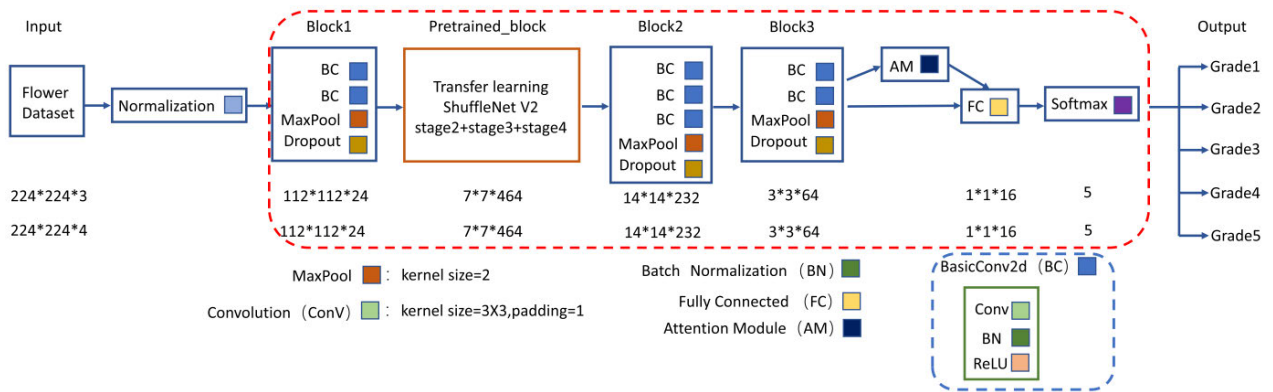 Input
Block1
Pretrained_block
Block2
Block3
Output
Flower
Dataset
Normalization
BC
BC
MaxPool
Dropout
Transfer learning
ShuffleNet V2
stage2+stage3+stage4
BC
BC
BC
MaxPool
Dropout
BC
BC
MaxPool
Dropout
AM
FC
Softmax
Grade1
Grade2
Grade3
Grade4
Grade5
224*224*3
112*112*24
7*7*464
14*14*232
3*3*64
1*1*16
5
224*224*4
112*112*24
7*7*464
14*14*232
3*3*64
1*1*16
5
MaxPool : kernel size=2
Convolution（ConV） : kernel size=3X3,padding=1
Batch Normalization（BN）
Fully Connected（FC）
Attention Module（AM）
BasicConv2d（BC）
Conv
BN
ReLU